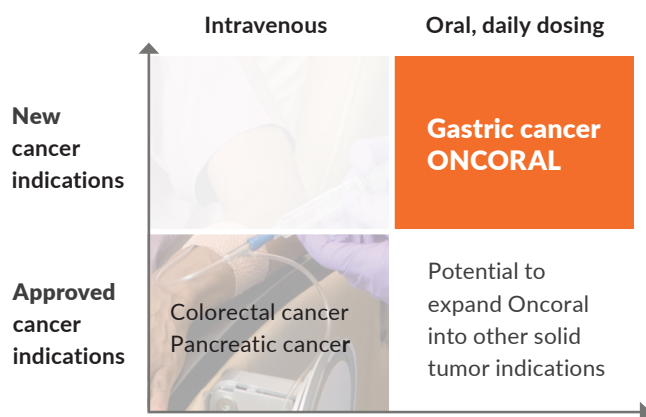 Intravenous
Oral, daily dosing
New
cancer
indications
Gastric cancer
ONCORAL
Approved
cancer
indications
Colorectal cancer
Pancreatic cancer
Potential to
expand Oncoral
into other solid
tumor indications